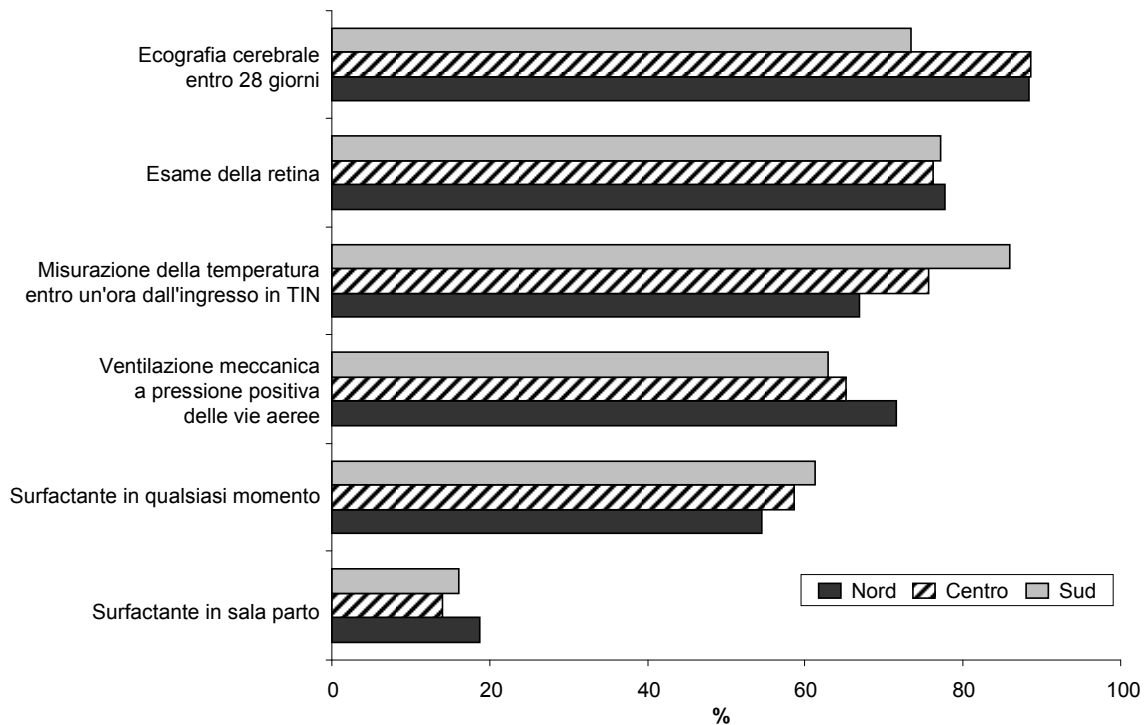 Ecografia cerebrale
entro 28 giorni
Esame della retina
Misurazione della temperatura
entro un'ora dall'ingresso in TIN
Ventilazione meccanica
a pressione positiva
delle vie aeree
Surfactante in qualsiasi momento
Surfactante in sala parto
Nord Centro Sud
0 20 40 60 80 100
%